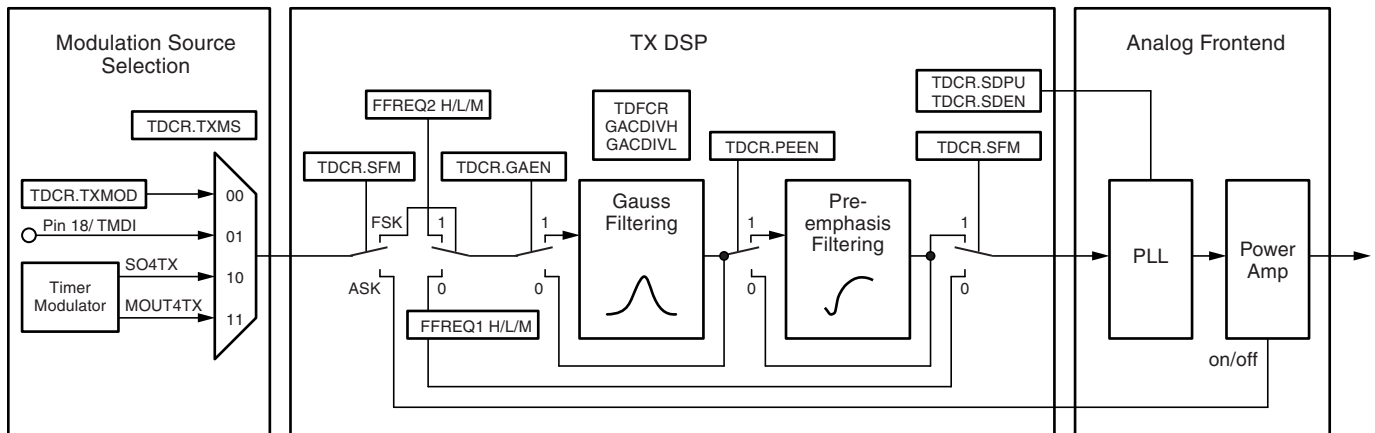 Modulation Source
Selection
TDCR.TXMS
TDCR.TXMOD
Pin 18/ TMDI
Timer
Modulator
SO4TX
MOUT4TX
00
01
10
11
TX DSP
FFREQ2 H/L/M
TDCR.SFM
TDCR.GAEN
FSK
ASK
1
0
FFREQ1 H/L/M
1
0
TDFCR
GACDIVH
GACDIVL
Gauss
Filtering
TDCR.PEEN
1
0
Pre-
emphasis
Filtering
TDCR.SFM
1
0
Analog Frontend
TDCR.SDPU
TDCR.SDEN
PLL
Power
Amp
on/off